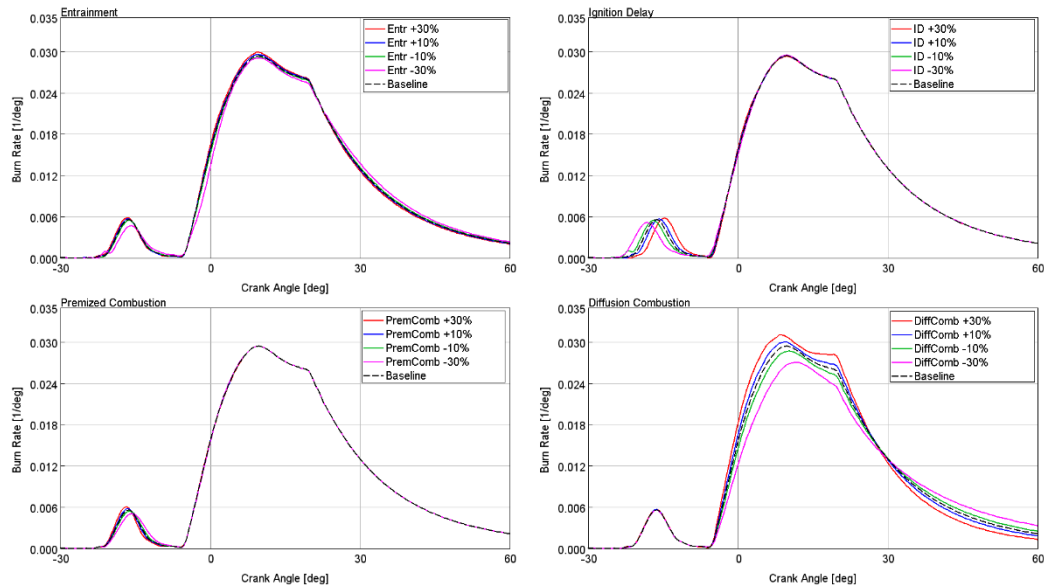 Entrainment
0.035
0.030
0.024
0.018
0.012
0.006
0.000
Burn Rate [1/deg]
Entr +30%
Entr +10%
Entr -10%
Entr -30%
Baseline
-30
0
30
60
Crank Angle [deg]
Ignition Delay
0.035
0.030
0.024
0.018
0.012
0.006
0.000
Burn Rate [1/deg]
ID +30%
ID +10%
ID -10%
ID -30%
Baseline
-30
0
30
60
Crank Angle [deg]
Premized Combustion
0.035
0.030
0.024
0.018
0.012
0.006
0.000
Burn Rate [1/deg]
PremComb +30%
PremComb +10%
PremComb -10%
PremComb -30%
Baseline
-30
0
30
60
Crank Angle [deg]
Diffusion Combustion
0.035
0.030
0.024
0.018
0.012
0.006
0.000
Burn Rate [1/deg]
DiffComb +30%
DiffComb +10%
DiffComb -10%
DiffComb -30%
Baseline
-30
0
30
60
Crank Angle [deg]